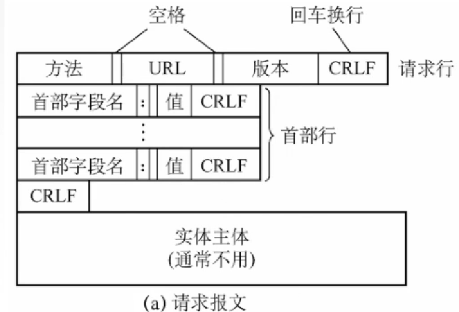 空格 回车换行
方法 URL 版本 CRLF 请求行
首部字段名 : 值 CRLF
⋮ 首部行
首部字段名 : 值 CRLF
CRLF
实体主体
(通常不用)
(a) 请求报文